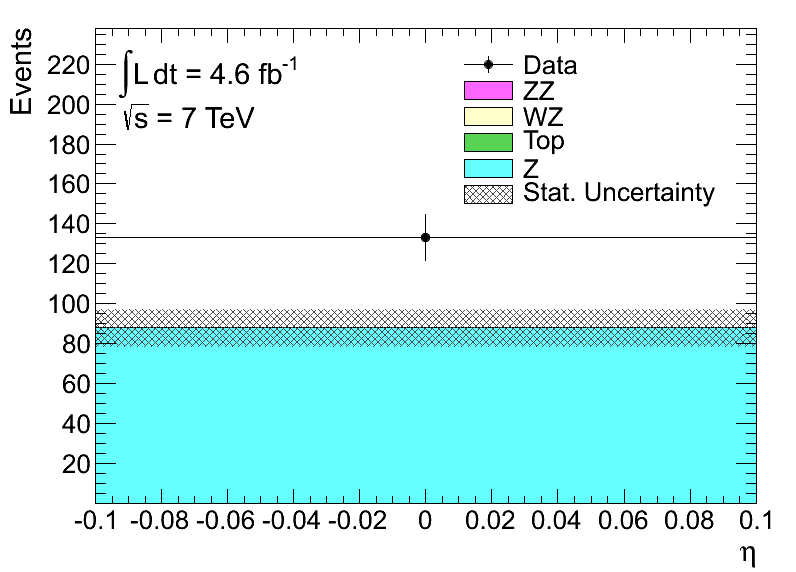 Events
∫L dt = 4.6 fb⁻¹
√s = 7 TeV
Data
ZZ
WZ
Top
Z
Stat. Uncertainty
220
200
180
160
140
120
100
80
60
40
20
-0.1 -0.08 -0.06 -0.04 -0.02 0 0.02 0.04 0.06 0.08 0.1
η